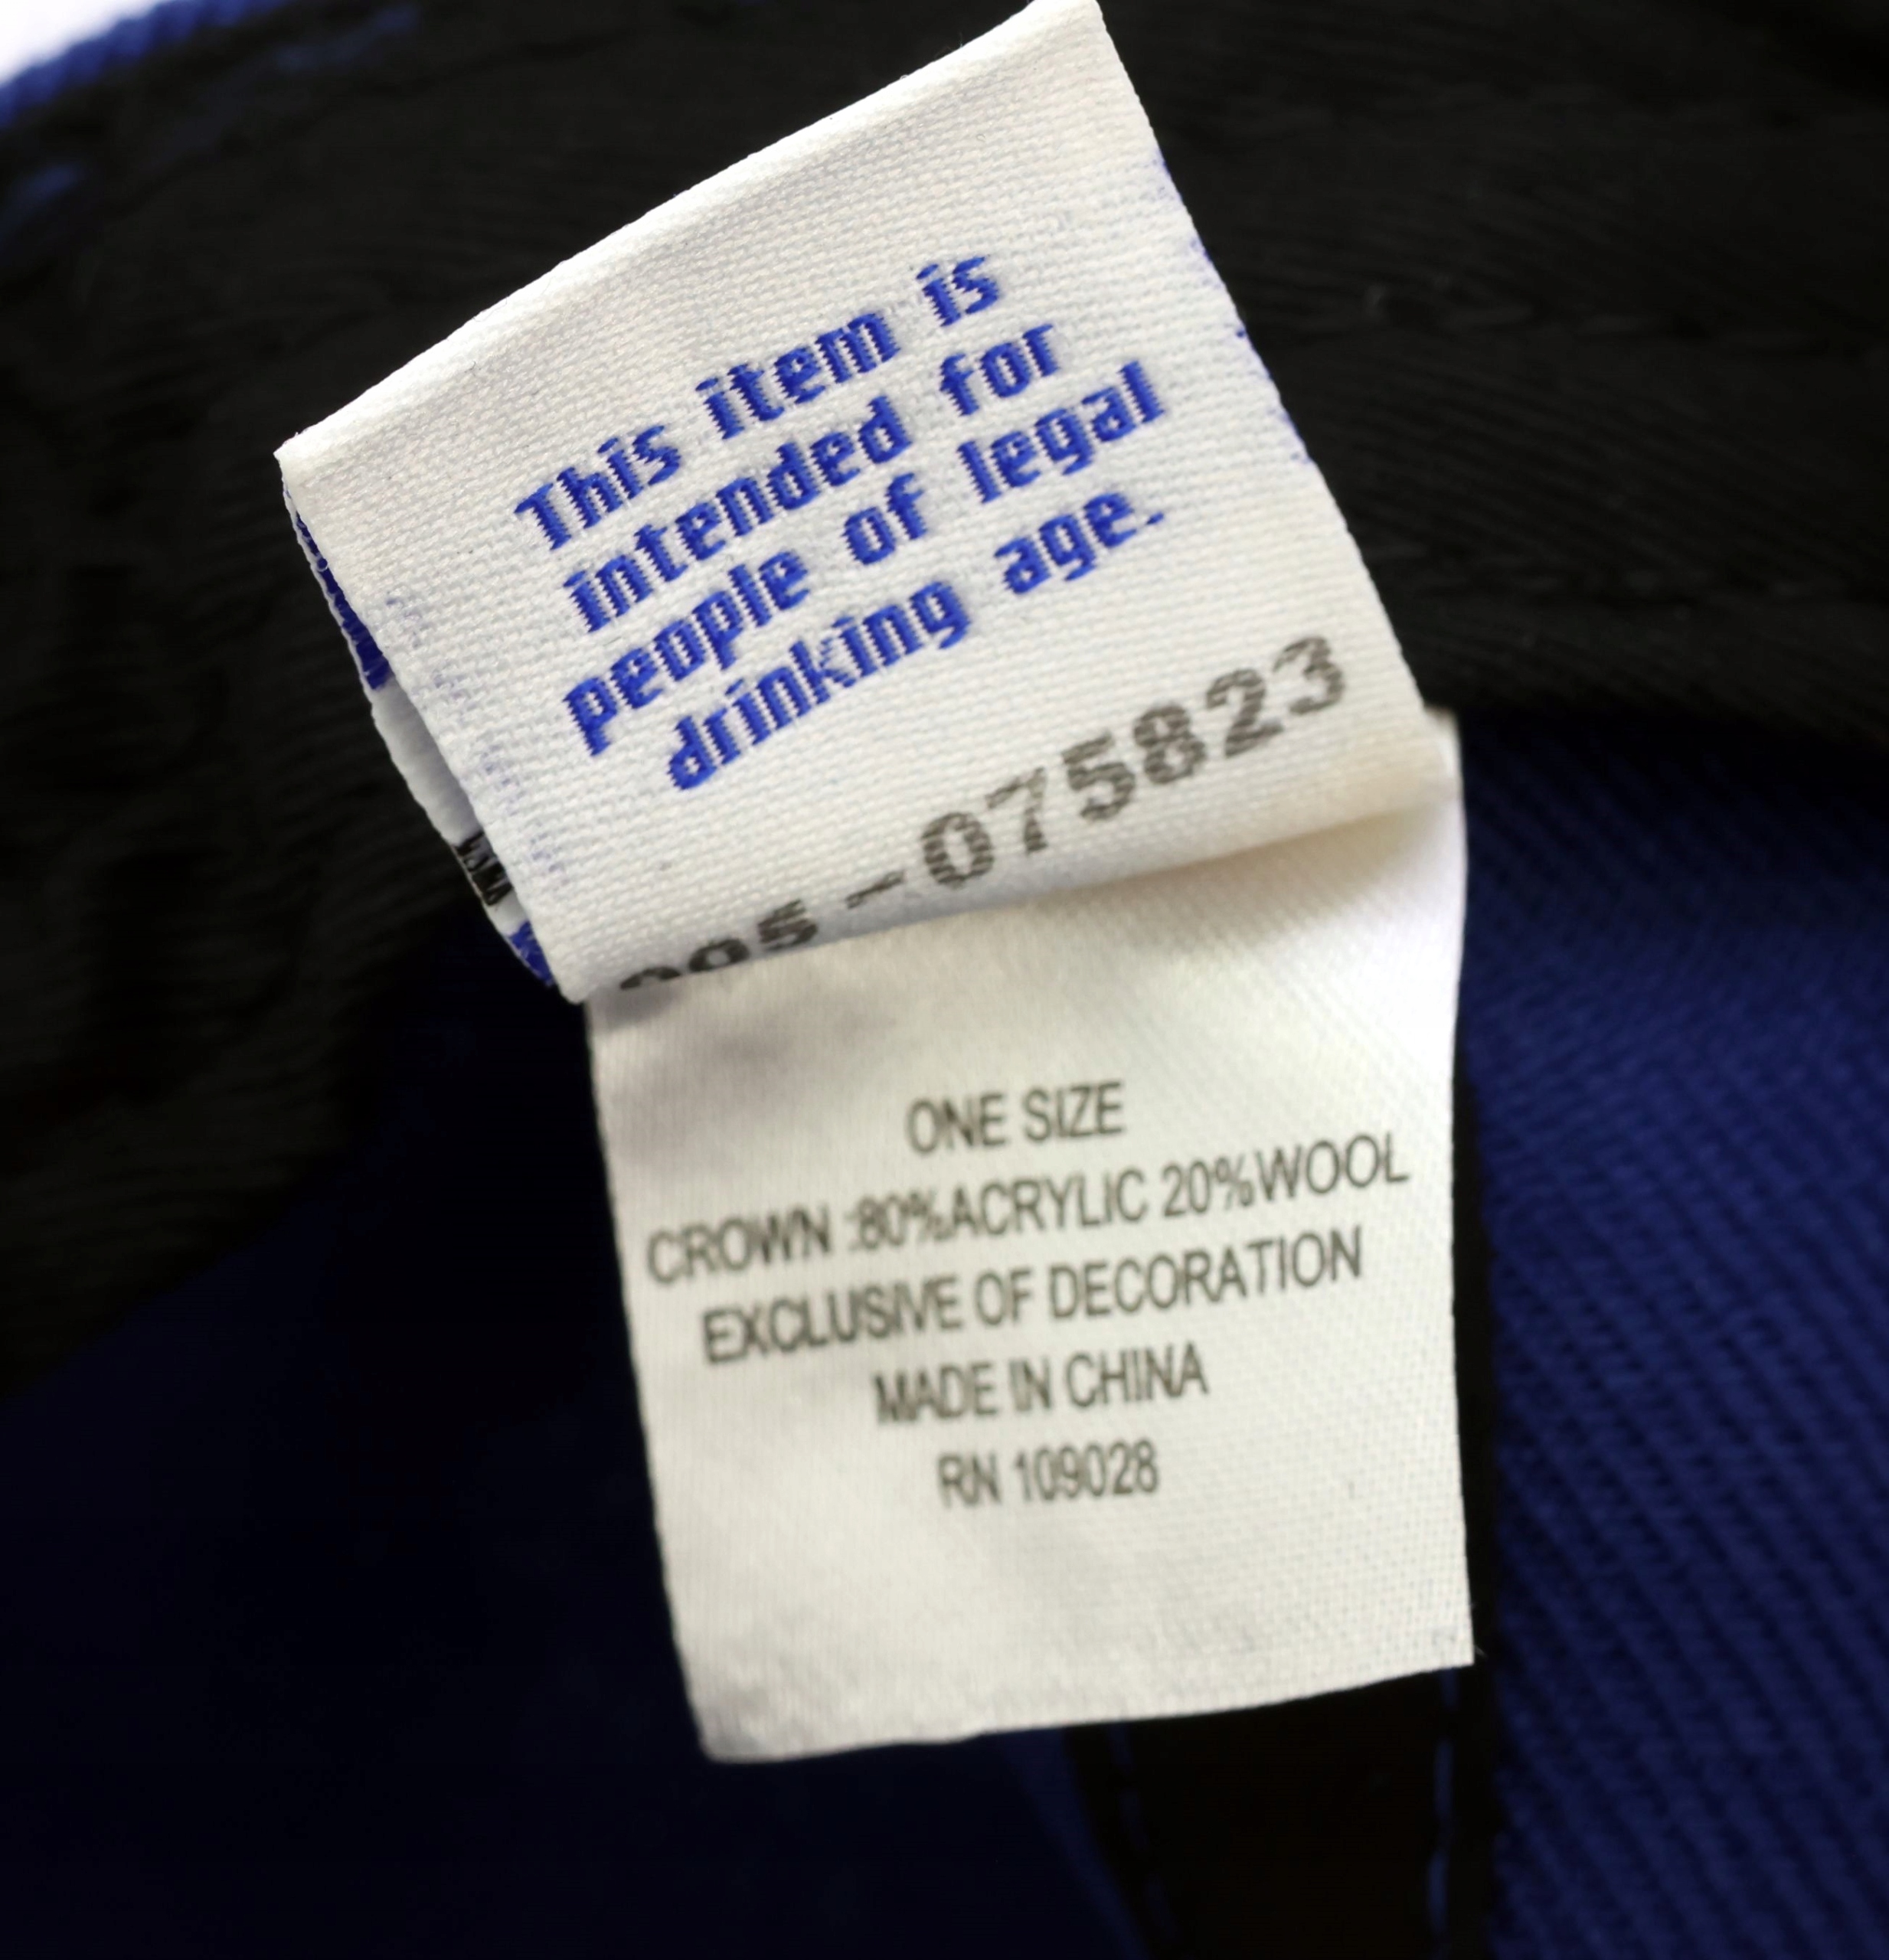 This item is
intended for
people of legal
drinking age.
95-075823
ONE SIZE
CROWN :80%ACRYLIC 20%WOOL
EXCLUSIVE OF DECORATION
MADE IN CHINA
RN 109028